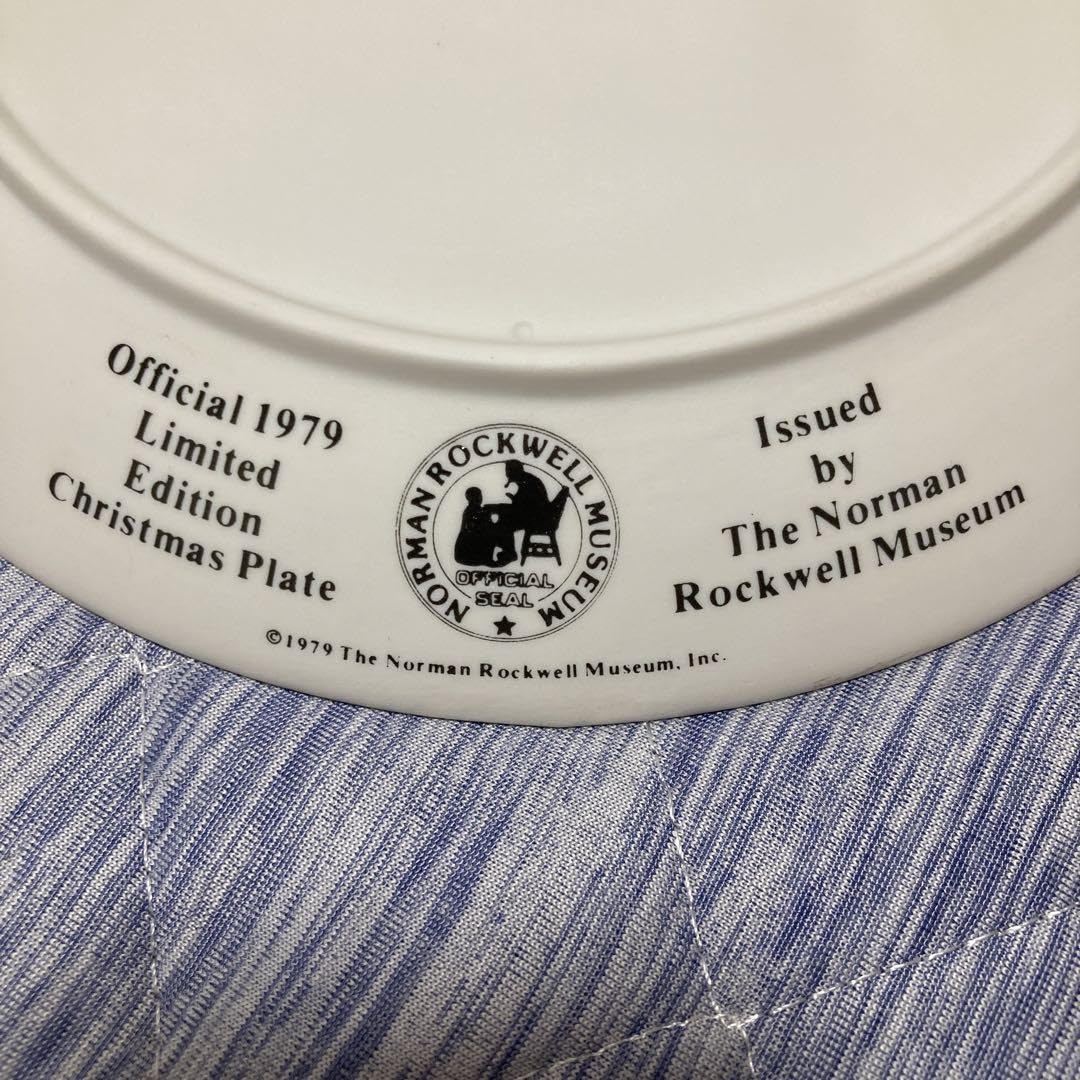 Official 1979
Limited
Edition
Christmas Plate
NORMAN ROCKWELL MUSEUM
OFFICIAL
SEAL
Issued
by
The Norman
Rockwell Museum
©1979 The Norman Rockwell Museum, Inc.